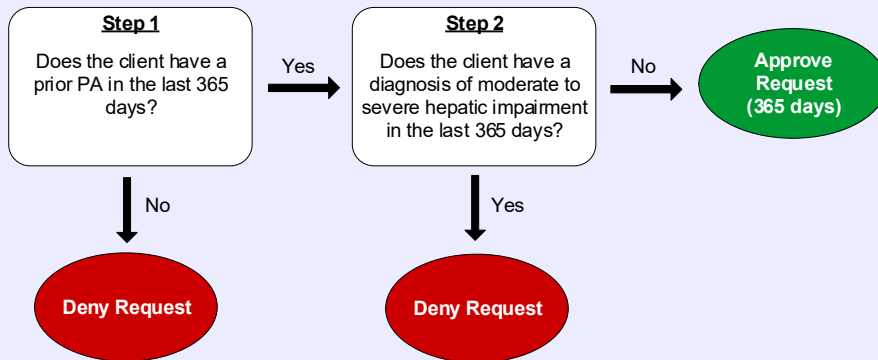 Step 1
Does the client have a
prior PA in the last 365
days?
Yes
Step 2
Does the client have a
diagnosis of moderate to
severe hepatic impairment
in the last 365 days?
No
Approve
Request
(365 days)
No
Yes
Deny Request
Deny Request